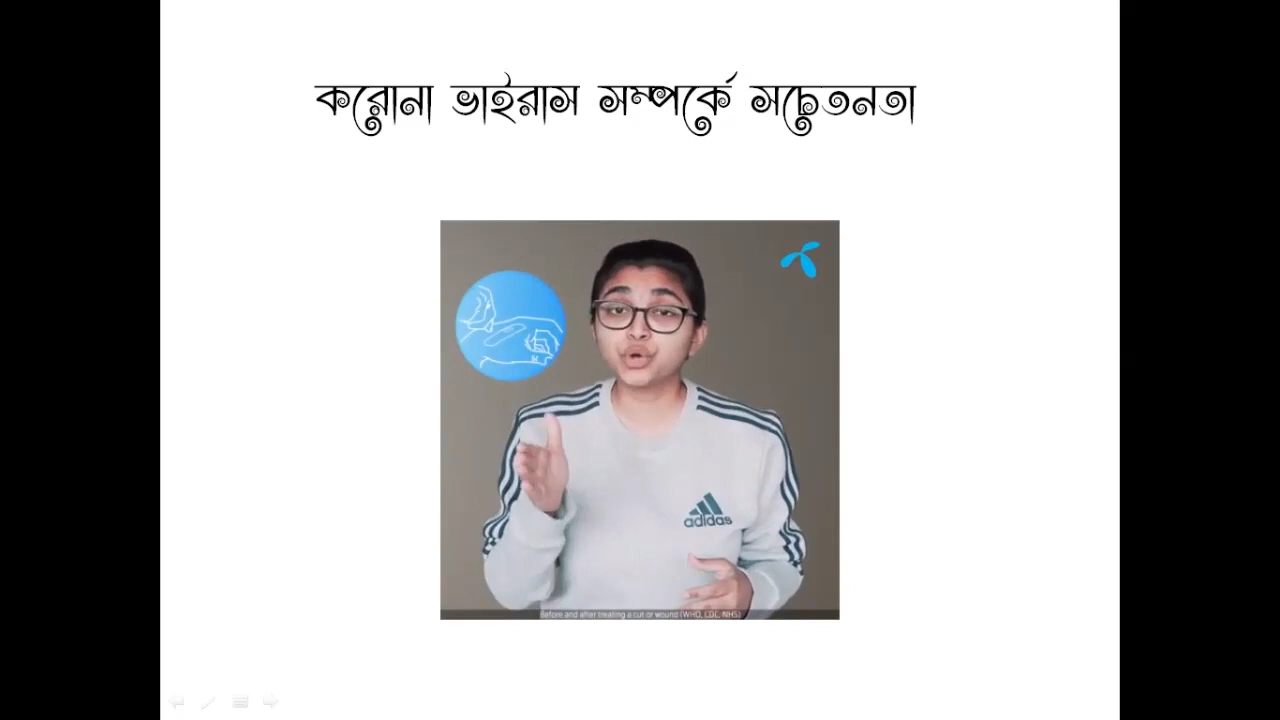 করোনা ভাইরাস সম্পর্কে সচেতনতা
adidas
Before and after treating a cut or wound (WHO, CDC, NHS)